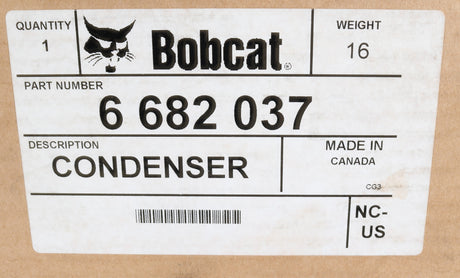 QUANTITY
1
Bobcat®
WEIGHT
16
PART NUMBER
6 682 037
DESCRIPTION
CONDENSER
MADE IN
CANADA
CG3
NC-
US